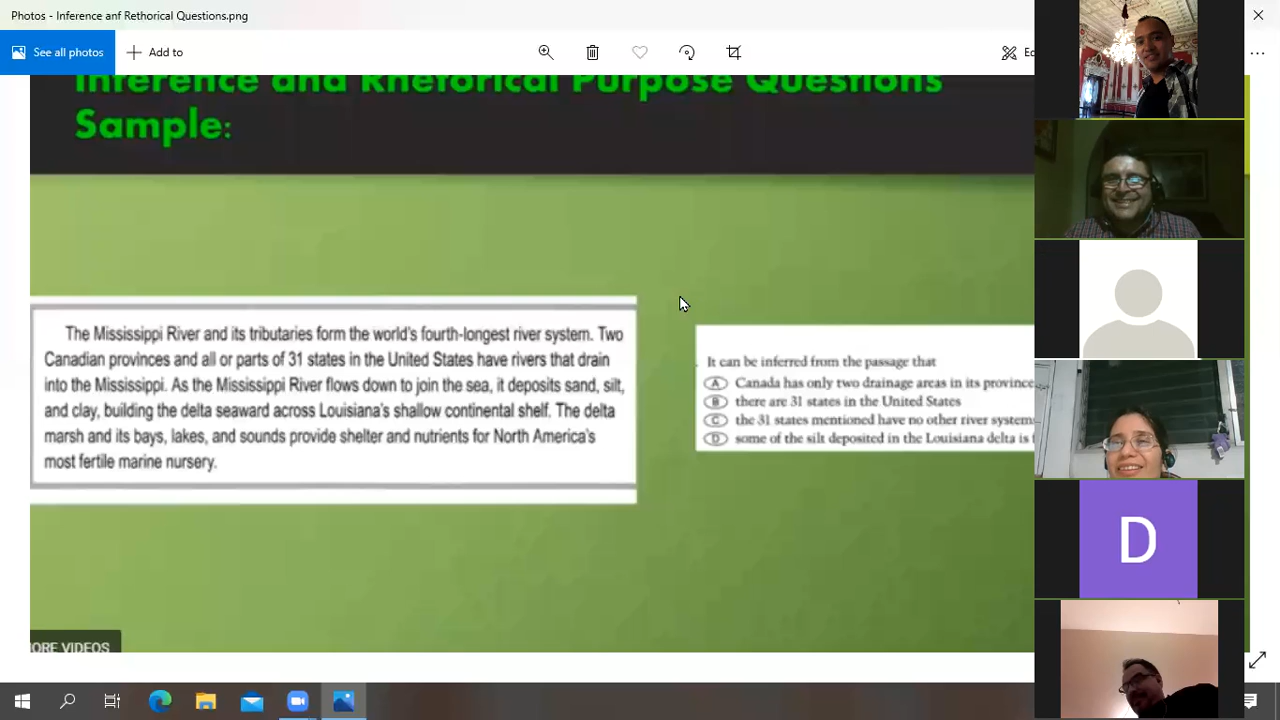 Photos - Inference anf Rethorical Questions.png
See all photos
Add to
Inference and Rhetorical Purpose Questions
Sample:
The Mississippi River and its tributaries form the world's fourth-longest river system. Two
Canadian provinces and all or parts of 31 states in the United States have rivers that drain
into the Mississippi. As the Mississippi River flows down to join the sea, it deposits sand, silt,
and clay, building the delta seaward across Louisiana's shallow continental shelf. The delta
marsh and its bays, lakes, and sounds provide shelter and nutrients for North America's
most fertile marine nursery.
It can be inferred from the passage that
A Canada has only two drainage areas in its province
B there are 31 states in the United States
C the 31 states mentioned have no other river system
D some of the silt deposited in the Louisiana delta is
ORE VIDEOS
D